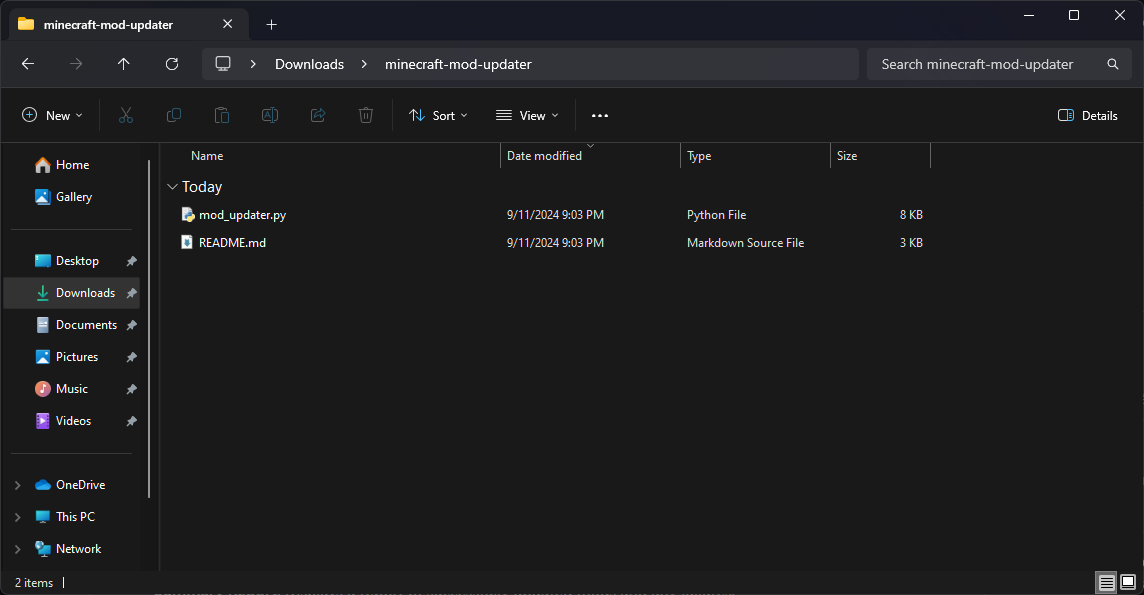 minecraft-mod-updater
Downloads minecraft-mod-updater Search minecraft-mod-updater
New Sort View Details
Name Date modified Type Size
Home
Gallery
Desktop
Downloads
Documents
Pictures
Music
Videos
OneDrive
This PC
Network
Today
mod_updater.py 9/11/2024 9:03 PM Python File 8 KB
README.md 9/11/2024 9:03 PM Markdown Source File 3 KB
2 items